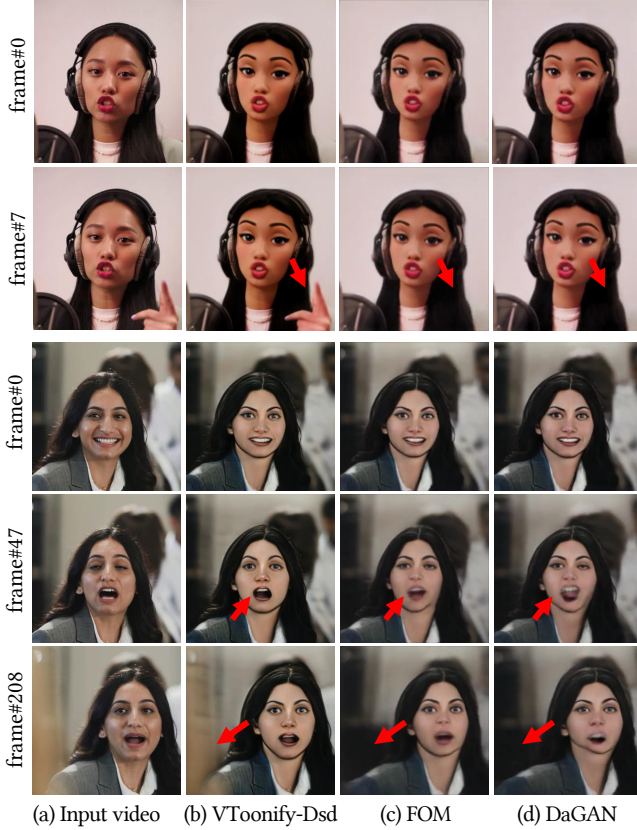 frame#0
frame#7
frame#0
frame#47
frame#208
(a) Input video (b) VToonify-Dsd (c) FOM (d) DaGAN